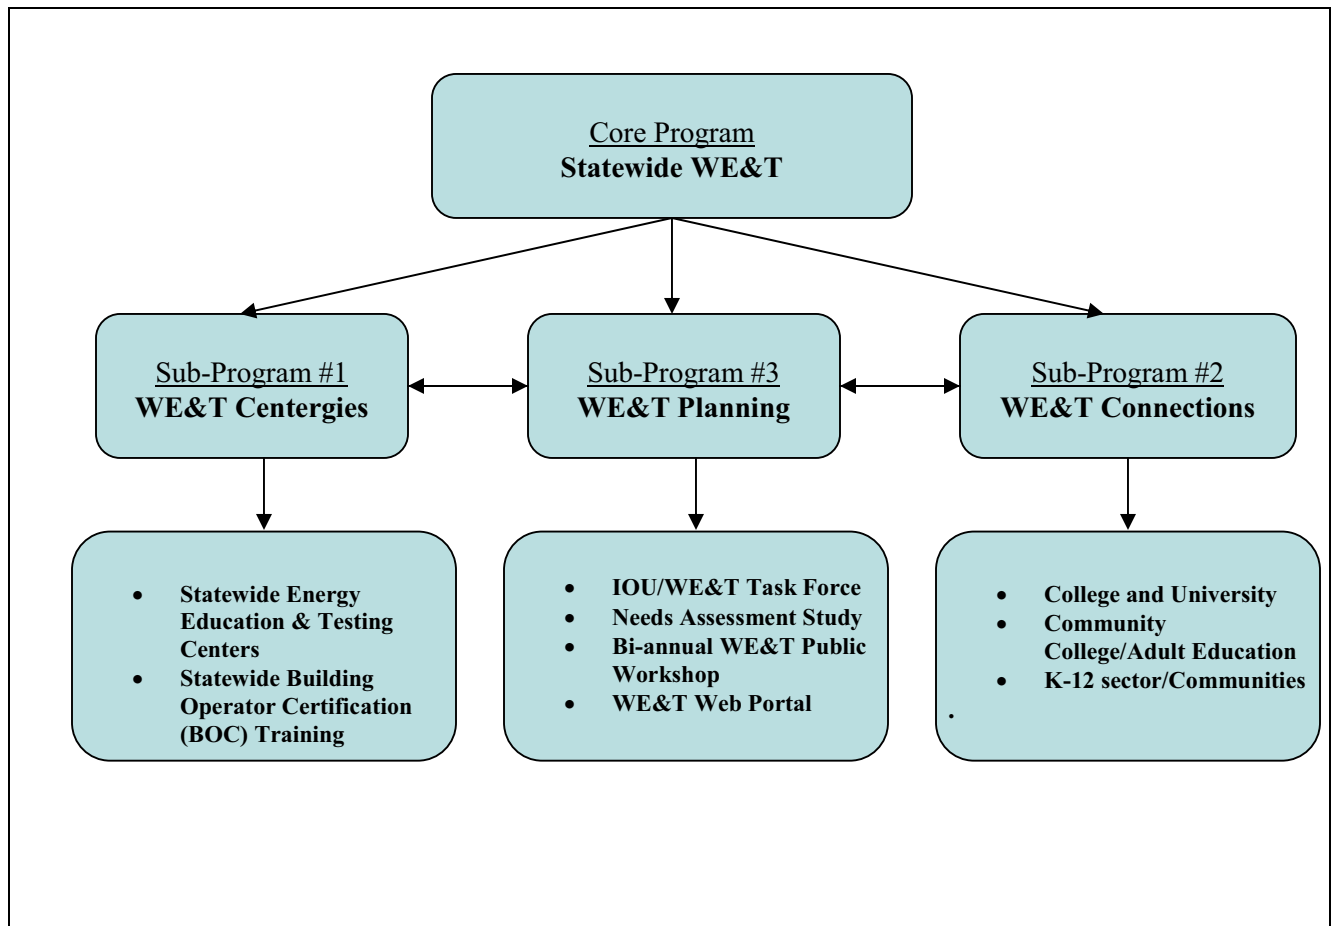 Core Program
Statewide WE&T
Sub-Program #1
WE&T Centergies
Sub-Program #3
WE&T Planning
Sub-Program #2
WE&T Connections
• Statewide Energy
Education & Testing
Centers
• Statewide Building
Operator Certification
(BOC) Training
• IOU/WE&T Task Force
• Needs Assessment Study
• Bi-annual WE&T Public
Workshop
• WE&T Web Portal
• College and University
• Community
College/Adult Education
• K-12 sector/Communities
.